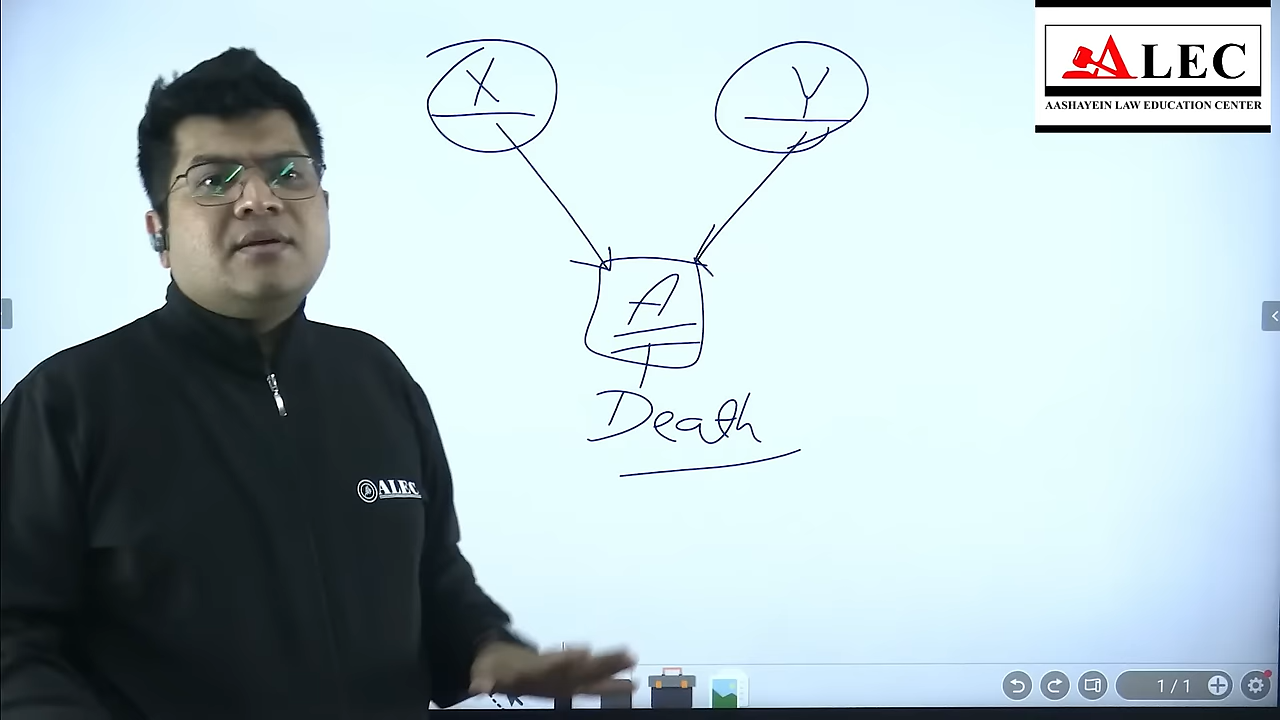 X
Y
ALEC
AASHAYEIN LAW EDUCATION CENTER
A
Death
ALEC
1/1